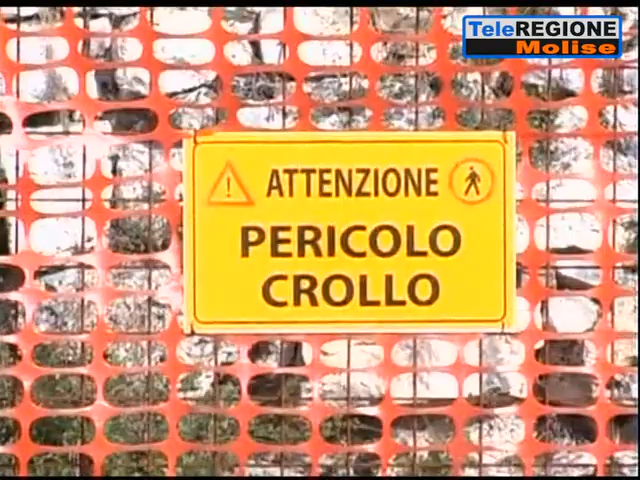 TeleREGIONE
Molise
ATTENZIONE
PERICOLO
CROLLO